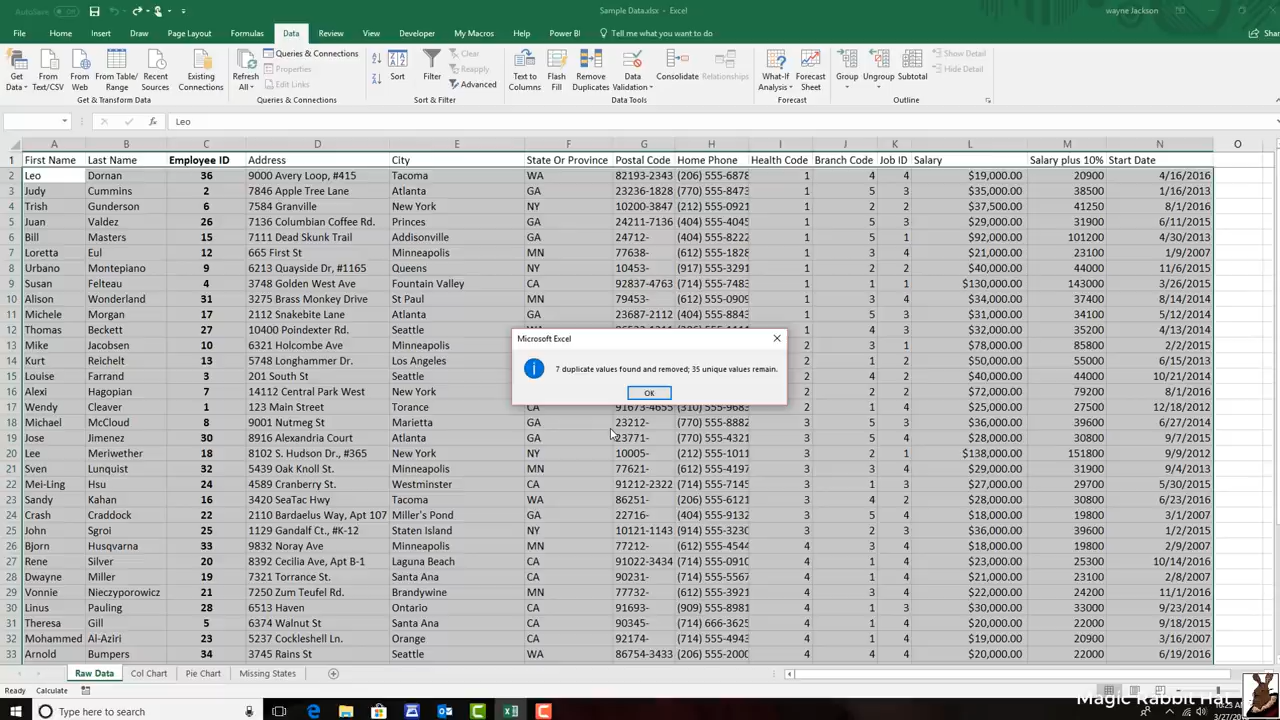 AutoSave Off Sample Data.xlsx - Excel wayne Jackson
File Home Insert Draw Page Layout Formulas Data Review View Developer My Macros Help Power BI Tell me what you want to do Shar
Get Data From Text/CSV From Web From Table/ Range Recent Sources Existing Connections Refresh All Queries & Connections Properties Edit Links Sort Filter Clear Reapply Advanced Text to Columns Flash Fill Remove Duplicates Data Validation Consolidate Relationships What-If Analysis Forecast Sheet Group Ungroup Subtotal Show Detail Hide Detail
Get & Transform Data Queries & Connections Sort & Filter Data Tools Forecast Outline
fx Leo
A B C D E F G H I J K L M N O
1 First Name Last Name Employee ID Address City State Or Province Postal Code Home Phone Health Code Branch Code Job ID Salary Salary plus 10% Start Date
2 Leo Dornan 36 9000 Avery Loop, #415 Tacoma WA 82193-2343 (206) 555-6878 1 4 4 $19,000.00 20900 4/16/2016
3 Judy Cummins 2 7846 Apple Tree Lane Atlanta GA 23236-1828 (770) 555-8473 1 5 3 $35,000.00 38500 1/16/2013
4 Trish Gunderson 6 7584 Granville New York NY 10200-3847 (212) 555-0921 1 2 2 $37,500.00 41250 8/1/2016
5 Juan Valdez 26 7136 Columbian Coffee Rd. Princes GA 24211-7136 (404) 555-4045 1 5 3 $29,000.00 31900 6/11/2015
6 Bill Masters 15 7111 Dead Skunk Trail Addisonville GA 24712- (404) 555-8222 1 5 1 $92,000.00 101200 4/30/2013
7 Loretta Eul 12 665 First St Minneapolis MN 77638- (612) 555-1828 1 3 4 $21,000.00 23100 1/9/2007
8 Urbano Montepiano 9 6213 Quayside Dr, #1165 Queens NY 10453- (917) 555-3291 1 2 2 $40,000.00 44000 11/6/2015
9 Susan Felteau 4 3748 Golden West Ave Fountain Valley CA 92837-4763 (714) 555-7483 1 1 1 $130,000.00 143000 3/26/2015
10 Alison Wonderland 31 3275 Brass Monkey Drive St Paul MN 79453- (612) 555-0909 1 3 4 $34,000.00 37400 8/14/2014
11 Michele Morgan 17 2112 Snakebite Lane Atlanta GA 23687-2112 (404) 555-8843 1 5 4 $31,000.00 34100 5/12/2014
12 Thomas Beckett 27 10400 Poindexter Rd. Seattle 1 4 3 $32,000.00 35200 4/13/2014
13 Mike Jacobsen 10 6321 Holcombe Ave Minneapolis 2 3 1 $78,000.00 85800 2/2/2015
14 Kurt Reichelt 13 5748 Longhammer Dr. Los Angeles 2 1 2 $50,000.00 55000 6/15/2013
15 Louise Farrand 3 201 South St Seattle 2 4 2 $40,000.00 44000 10/21/2014
16 Alexi Hagopian 7 14112 Central Park West New York 2 2 1 $72,000.00 79200 8/1/2016
17 Wendy Cleaver 1 123 Main Street Torance CA 91673-4655 (310) 555-9683 2 1 3 $25,000.00 27500 12/18/2012
18 Michael McCloud 8 9001 Nutmeg St Marietta GA 23212- (770) 555-8882 3 5 3 $36,000.00 39600 6/27/2014
19 Jose Jimenez 30 8916 Alexandria Court Atlanta GA 23771- (770) 555-4321 3 5 4 $28,000.00 30800 9/7/2015
20 Lee Meriwether 18 8102 S. Hudson Dr., #365 New York NY 10005- (212) 555-1011 3 2 1 $138,000.00 151800 9/9/2012
21 Sven Lunquist 32 5439 Oak Knoll St. Minneapolis MN 77621- (612) 555-4197 3 3 3 $29,000.00 31900 9/4/2013
22 Mei-Ling Hsu 24 4589 Cranberry St. Westminster CA 91212-2322 (714) 555-7145 3 1 3 $27,000.00 29700 5/30/2015
23 Sandy Kahan 16 3420 SeaTac Hwy Tacoma WA 86251- (206) 555-6121 3 4 2 $28,000.00 30800 6/23/2016
24 Crash Craddock 22 2110 Bardaelus Way, Apt 107 Miller's Pond GA 22716- (404) 555-9132 3 5 4 $18,000.00 19800 3/1/2007
25 John Sgroi 25 1129 Gandalf Ct., #K-12 Staten Island NY 10121-1143 (914) 555-3230 3 2 3 $36,000.00 39600 1/2/2015
26 Bjorn Husqvarna 33 9832 Noray Ave Minneapolis MN 77212- (612) 555-4544 4 3 4 $18,000.00 19800 2/9/2007
27 Rene Silver 20 8392 Cecilia Ave, Apt B-1 Laguna Beach CA 91022-3434 (714) 555-0910 4 1 4 $23,000.00 25300 10/14/2016
28 Dwayne Miller 19 7321 Torrance St. Santa Ana CA 90231- (714) 555-5567 4 1 4 $21,000.00 23100 2/8/2007
29 Vonnie Nieczyporowicz 21 7250 Zum Teufel Rd. Brandywine MN 77732- (612) 555-3921 4 3 4 $22,000.00 24200 11/1/2016
30 Linus Pauling 28 6513 Haven Ontario CA 91693- (909) 555-8981 4 1 3 $30,000.00 33000 9/23/2014
31 Theresa Gill 5 6374 Walnut St Santa Ana CA 90345- (714) 666-3625 4 1 4 $20,000.00 22000 9/18/2015
32 Mohammed Al-Aziri 23 5237 Cockleshell Ln. Orange CA 92174- (714) 555-4943 4 1 4 $19,000.00 20900 3/16/2007
33 Arnold Bumpers 34 3745 Rains St Seattle WA 86754-3433 (206) 555-2000 4 4 4 $20,000.00 22000 6/19/2016
Microsoft Excel
7 duplicate values found and removed; 35 unique values remain.
OK
Raw Data Col Chart Pie Chart Missing States
Ready Calculate
Type here to search